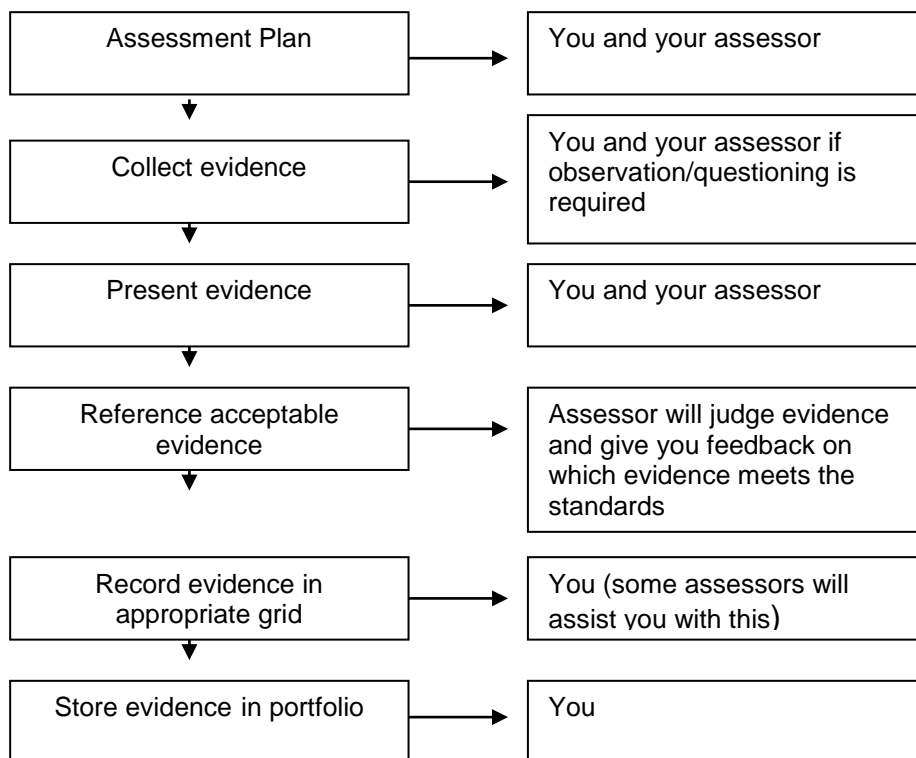 Assessment Plan
You and your assessor
Collect evidence
You and your assessor if
observation/questioning is
required
Present evidence
You and your assessor
Reference acceptable
evidence
Assessor will judge evidence
and give you feedback on
which evidence meets the
standards
Record evidence in
appropriate grid
You (some assessors will
assist you with this)
Store evidence in portfolio
You